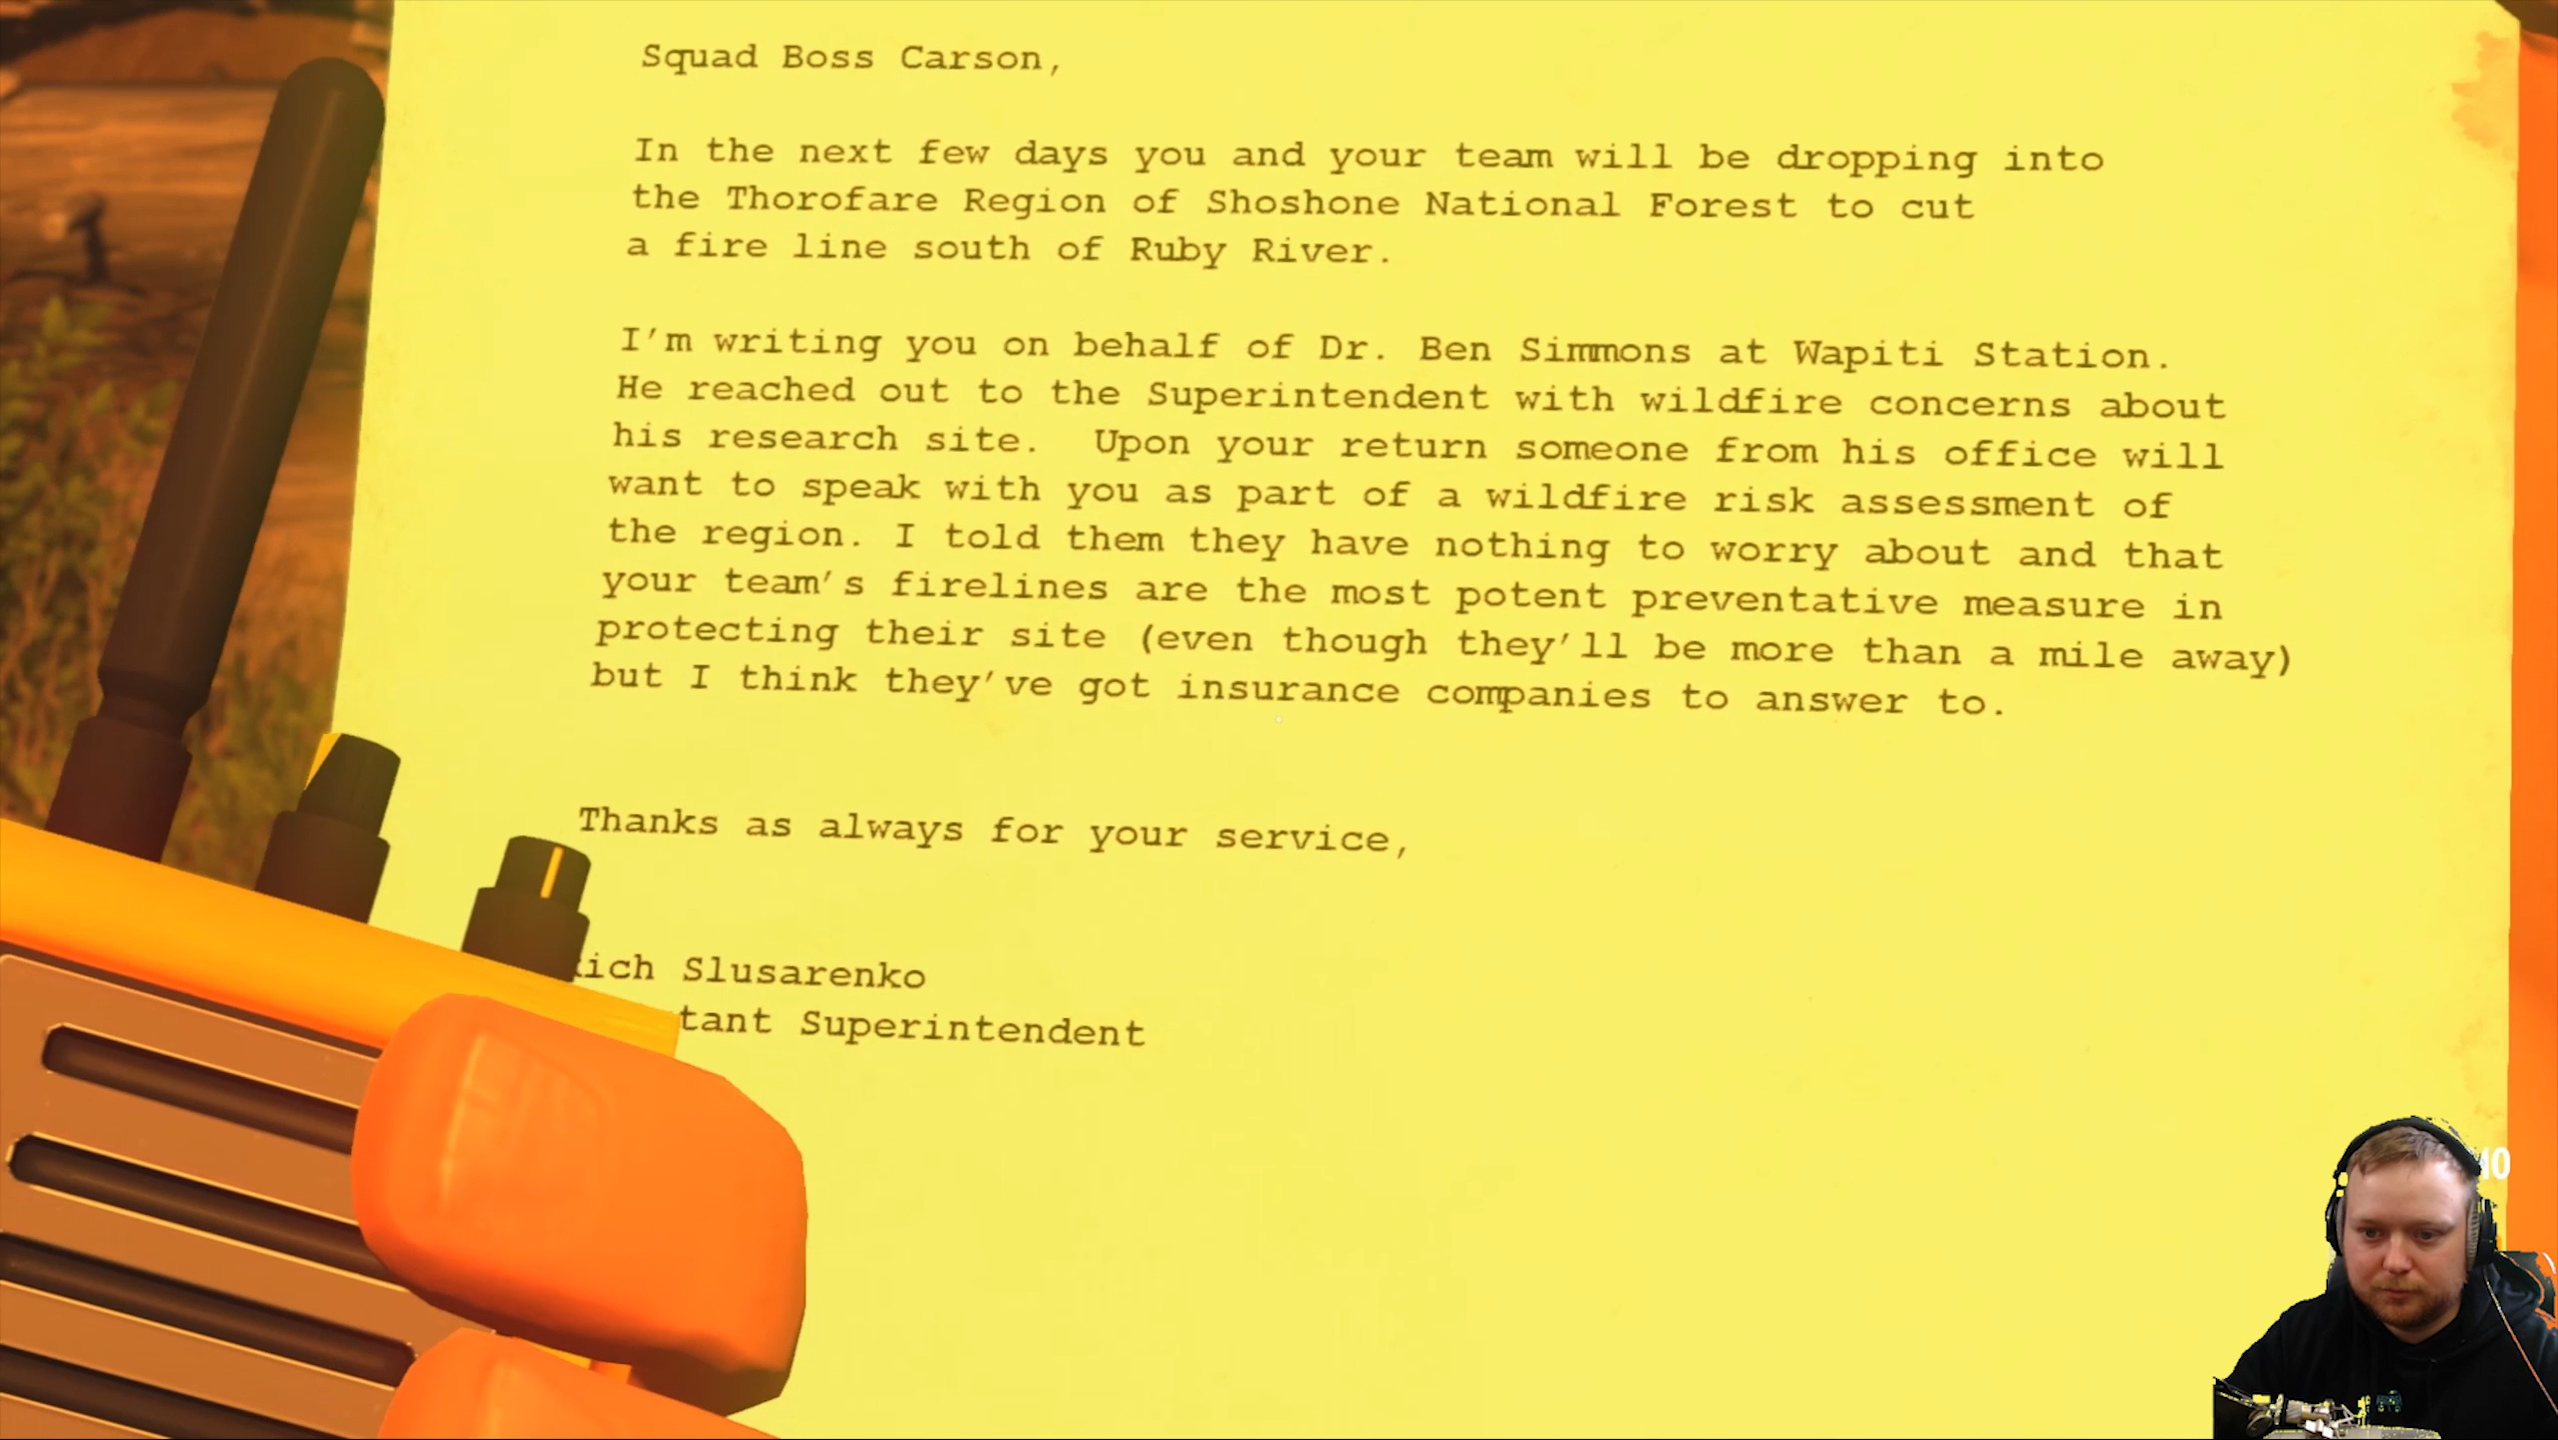 Squad Boss Carson,
In the next few days you and your team will be dropping into
the Thorofare Region of Shoshone National Forest to cut
a fire line south of Ruby River.
I'm writing you on behalf of Dr. Ben Simmons at Wapiti Station.
He reached out to the Superintendent with wildfire concerns about
his research site.  Upon your return someone from his office will
want to speak with you as part of a wildfire risk assessment of
the region. I told them they have nothing to worry about and that
your team's firelines are the most potent preventative measure in
protecting their site (even though they'll be more than a mile away)
but I think they've got insurance companies to answer to.
Thanks as always for your service,
Slusarenko
Superintendent